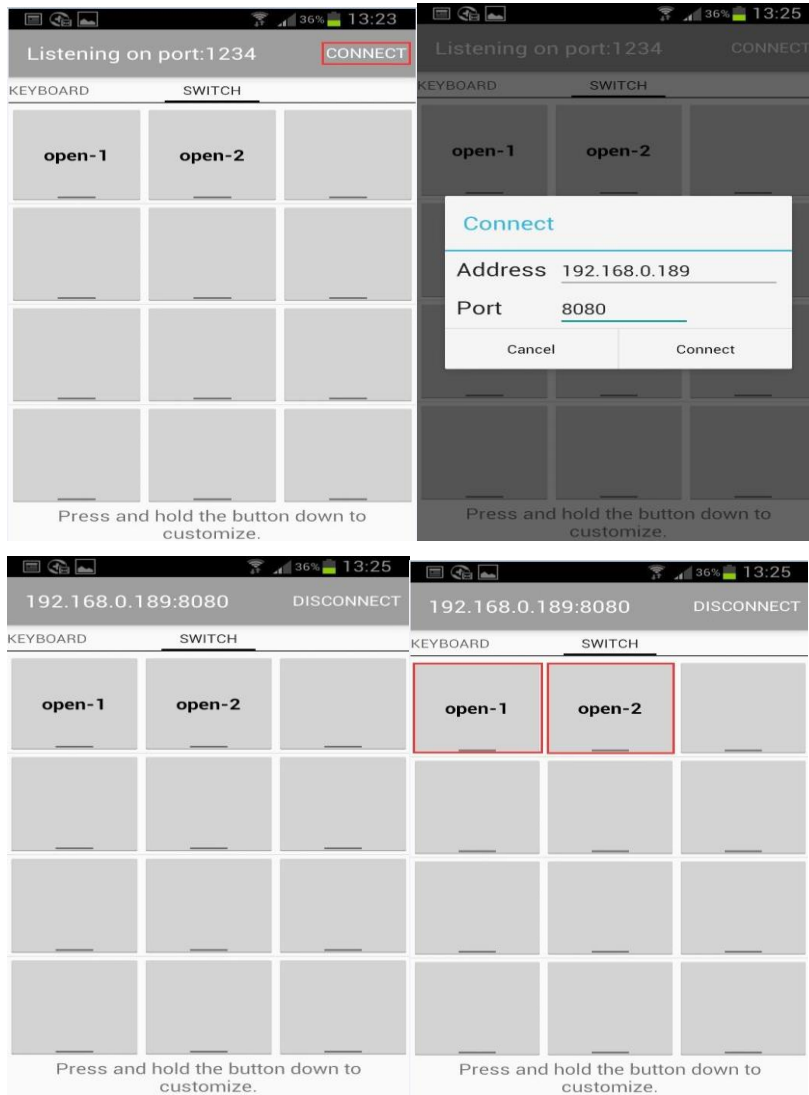 36% 13:23
Listening on port:1234 CONNECT
KEYBOARD SWITCH
open-1 open-2
Press and hold the button down to
customize.
36% 13:25
Listening on port:1234 CONNECT
KEYBOARD SWITCH
open-1 open-2
Connect
Address 192.168.0.189
Port 8080
Cancel Connect
Press and hold the button down to
customize.
36% 13:25
192.168.0.189:8080 DISCONNECT
KEYBOARD SWITCH
open-1 open-2
Press and hold the button down to
customize.
36% 13:25
192.168.0.189:8080 DISCONNECT
KEYBOARD SWITCH
open-1 open-2
Press and hold the button down to
customize.